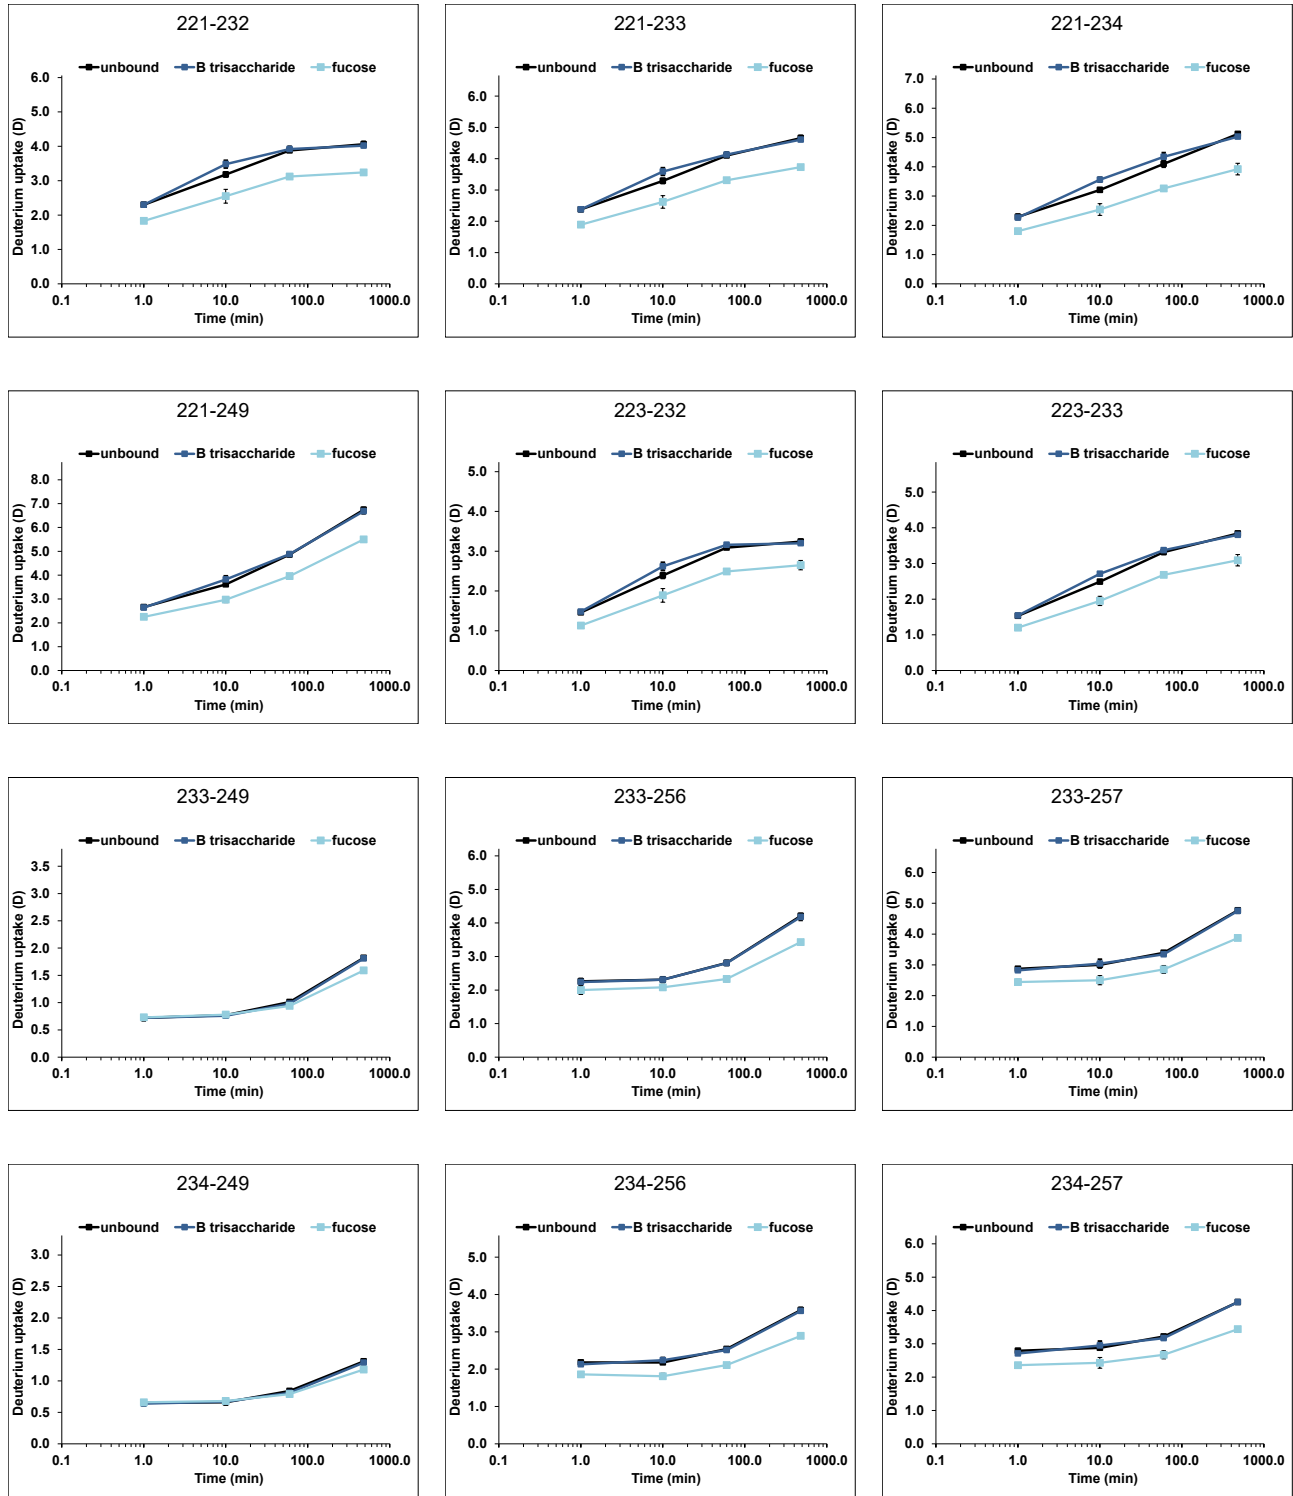 221-232
unbound B trisaccharide fucose
Deuterium uptake (D)
6.0
5.0
4.0
3.0
2.0
1.0
0.0
0.1 1.0 10.0 100.0 1000.0
Time (min)
221-233
unbound B trisaccharide fucose
Deuterium uptake (D)
6.0
5.0
4.0
3.0
2.0
1.0
0.0
0.1 1.0 10.0 100.0 1000.0
Time (min)
221-234
unbound B trisaccharide fucose
Deuterium uptake (D)
7.0
6.0
5.0
4.0
3.0
2.0
1.0
0.0
0.1 1.0 10.0 100.0 1000.0
Time (min)
221-249
unbound B trisaccharide fucose
Deuterium uptake (D)
8.0
7.0
6.0
5.0
4.0
3.0
2.0
1.0
0.0
0.1 1.0 10.0 100.0 1000.0
Time (min)
223-232
unbound B trisaccharide fucose
Deuterium uptake (D)
5.0
4.0
3.0
2.0
1.0
0.0
0.1 1.0 10.0 100.0 1000.0
Time (min)
223-233
unbound B trisaccharide fucose
Deuterium uptake (D)
5.0
4.0
3.0
2.0
1.0
0.0
0.1 1.0 10.0 100.0 1000.0
Time (min)
233-249
unbound B trisaccharide fucose
Deuterium uptake (D)
3.5
3.0
2.5
2.0
1.5
1.0
0.5
0.0
0.1 1.0 10.0 100.0 1000.0
Time (min)
233-256
unbound B trisaccharide fucose
Deuterium uptake (D)
6.0
5.0
4.0
3.0
2.0
1.0
0.0
0.1 1.0 10.0 100.0 1000.0
Time (min)
233-257
unbound B trisaccharide fucose
Deuterium uptake (D)
6.0
5.0
4.0
3.0
2.0
1.0
0.0
0.1 1.0 10.0 100.0 1000.0
Time (min)
234-249
unbound B trisaccharide fucose
Deuterium uptake (D)
3.0
2.5
2.0
1.5
1.0
0.5
0.0
0.1 1.0 10.0 100.0 1000.0
Time (min)
234-256
unbound B trisaccharide fucose
Deuterium uptake (D)
5.0
4.0
3.0
2.0
1.0
0.0
0.1 1.0 10.0 100.0 1000.0
Time (min)
234-257
unbound B trisaccharide fucose
Deuterium uptake (D)
6.0
5.0
4.0
3.0
2.0
1.0
0.0
0.1 1.0 10.0 100.0 1000.0
Time (min)